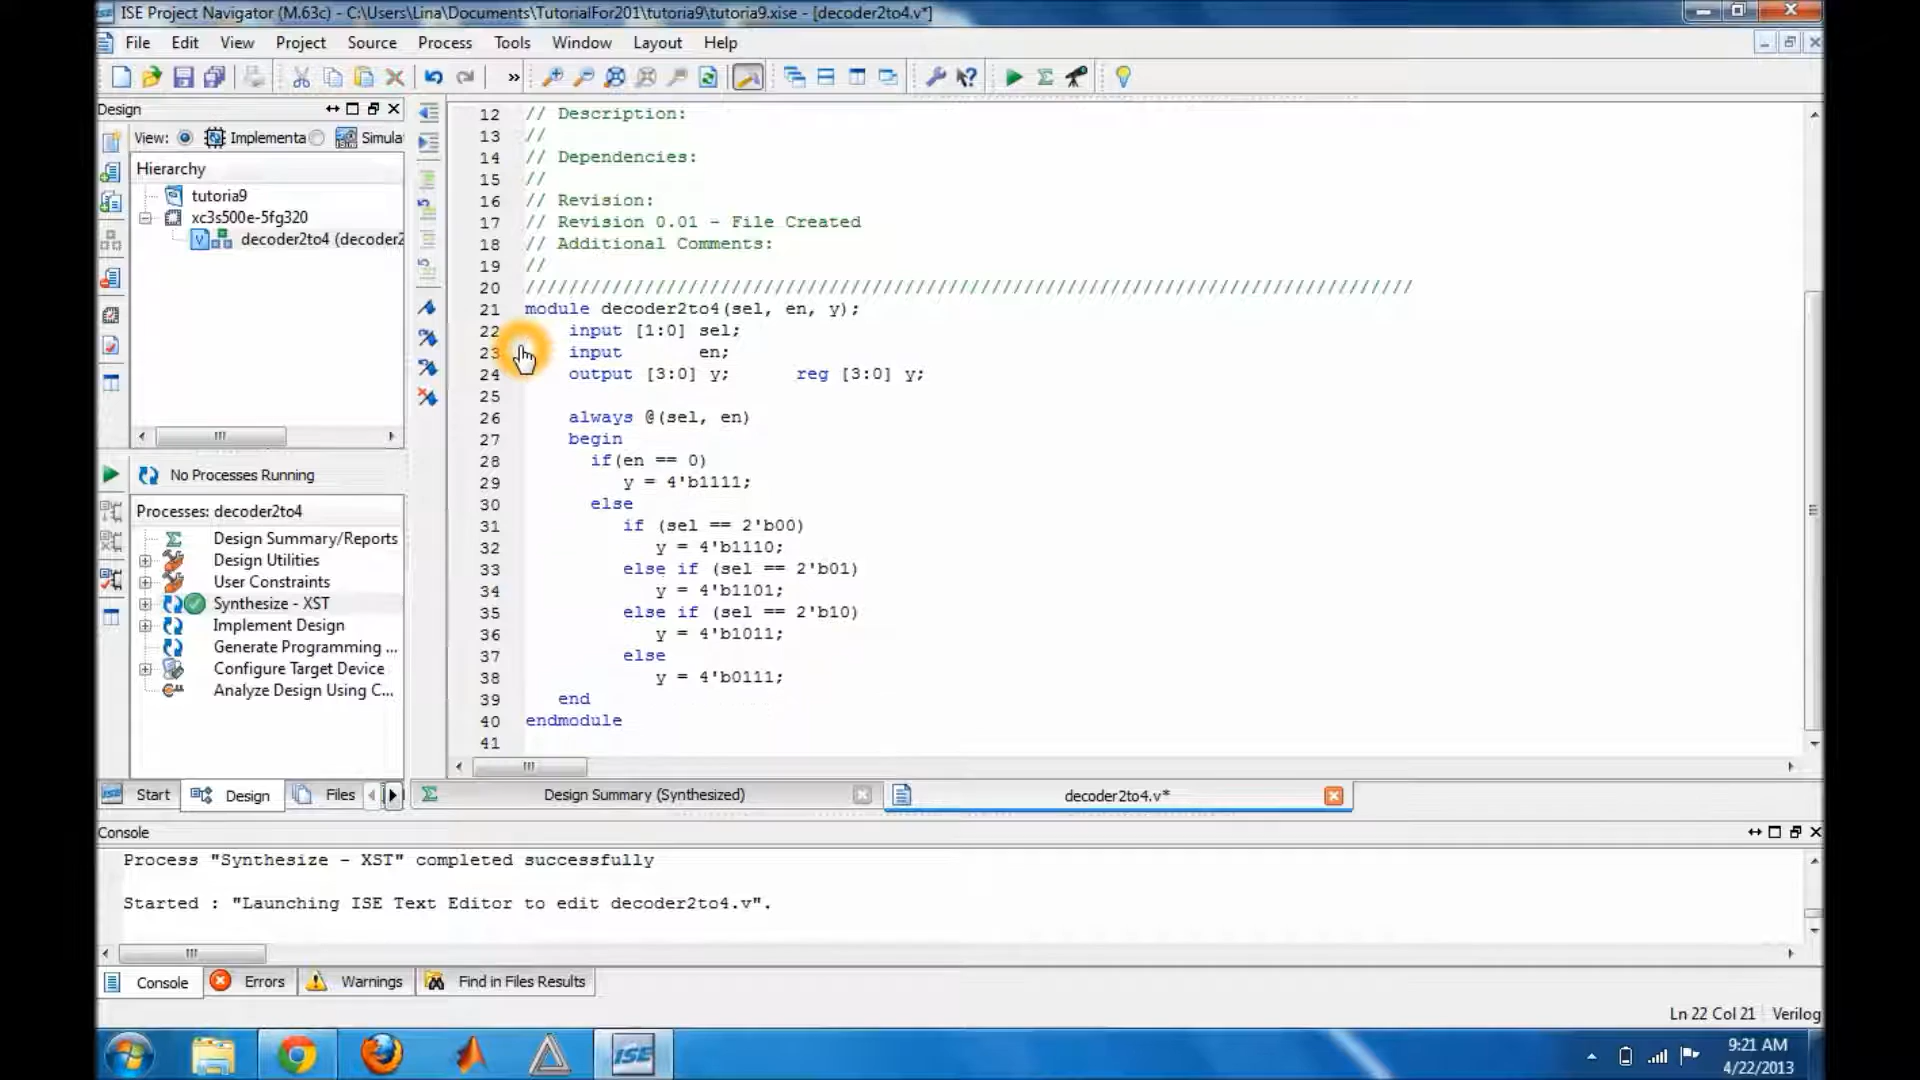 ISE Project Navigator (M.63c) - C:\Users\Lina\Documents\TutorialFor201\tutoria9\tutoria9.xise - [decoder2to4.v*]
File Edit View Project Source Process Tools Window Layout Help
Design
View: Implementa Simulat
Hierarchy
tutoria9
xc3s500e-5fg320
decoder2to4 (decoder2
No Processes Running
Processes: decoder2to4
Design Summary/Reports
Design Utilities
User Constraints
Synthesize - XST
Implement Design
Generate Programming ...
Configure Target Device
Analyze Design Using C...
Start Design Files
12 // Description:
13 //
14 // Dependencies:
15 //
16 // Revision:
17 // Revision 0.01 - File Created
18 // Additional Comments:
19 //
20 //////////////////////////////////////////////////////////////////////////////////
21 module decoder2to4(sel, en, y);
22 input [1:0] sel;
23 input en;
24 output [3:0] y; reg [3:0] y;
25
26 always @(sel, en)
27 begin
28 if(en == 0)
29 y = 4'b1111;
30 else
31 if (sel == 2'b00)
32 y = 4'b1110;
33 else if (sel == 2'b01)
34 y = 4'b1101;
35 else if (sel == 2'b10)
36 y = 4'b1011;
37 else
38 y = 4'b0111;
39 end
40 endmodule
41
Design Summary (Synthesized) decoder2to4.v*
Console
Process "Synthesize - XST" completed successfully
Started : "Launching ISE Text Editor to edit decoder2to4.v".
Console Errors Warnings Find in Files Results
Ln 22 Col 21 Verilog
ISE
9:21 AM
4/22/2013